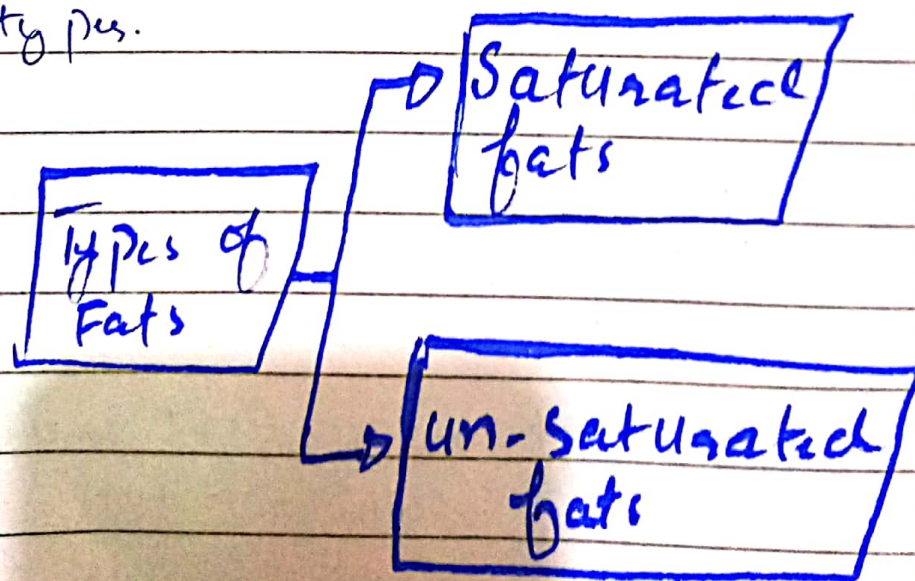 types.
Saturated
fats
Types of
Fats
un-saturated
fats